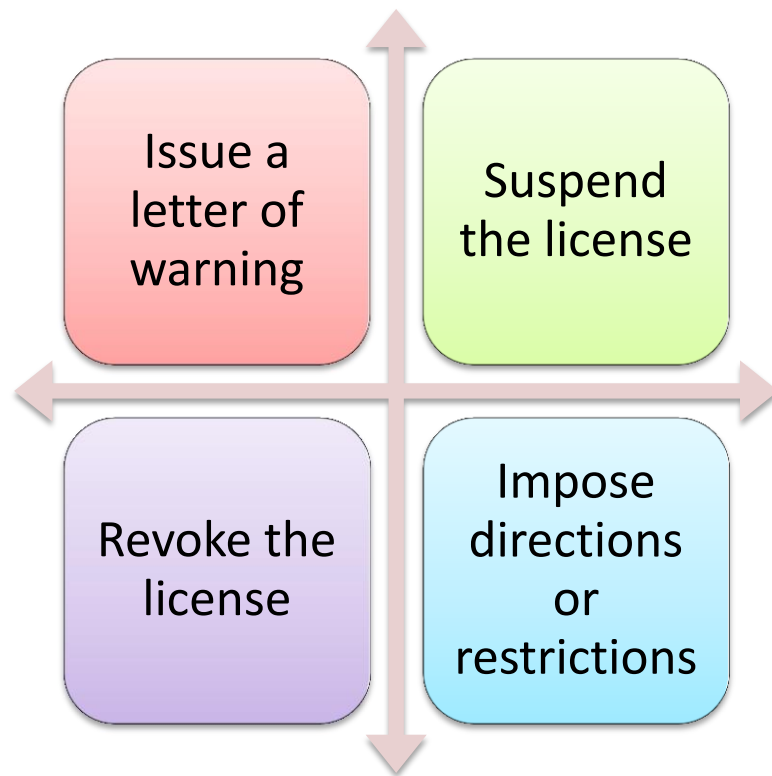 Issue a
letter of
warning
Suspend
the license
Revoke the
license
Impose
directions
or
restrictions